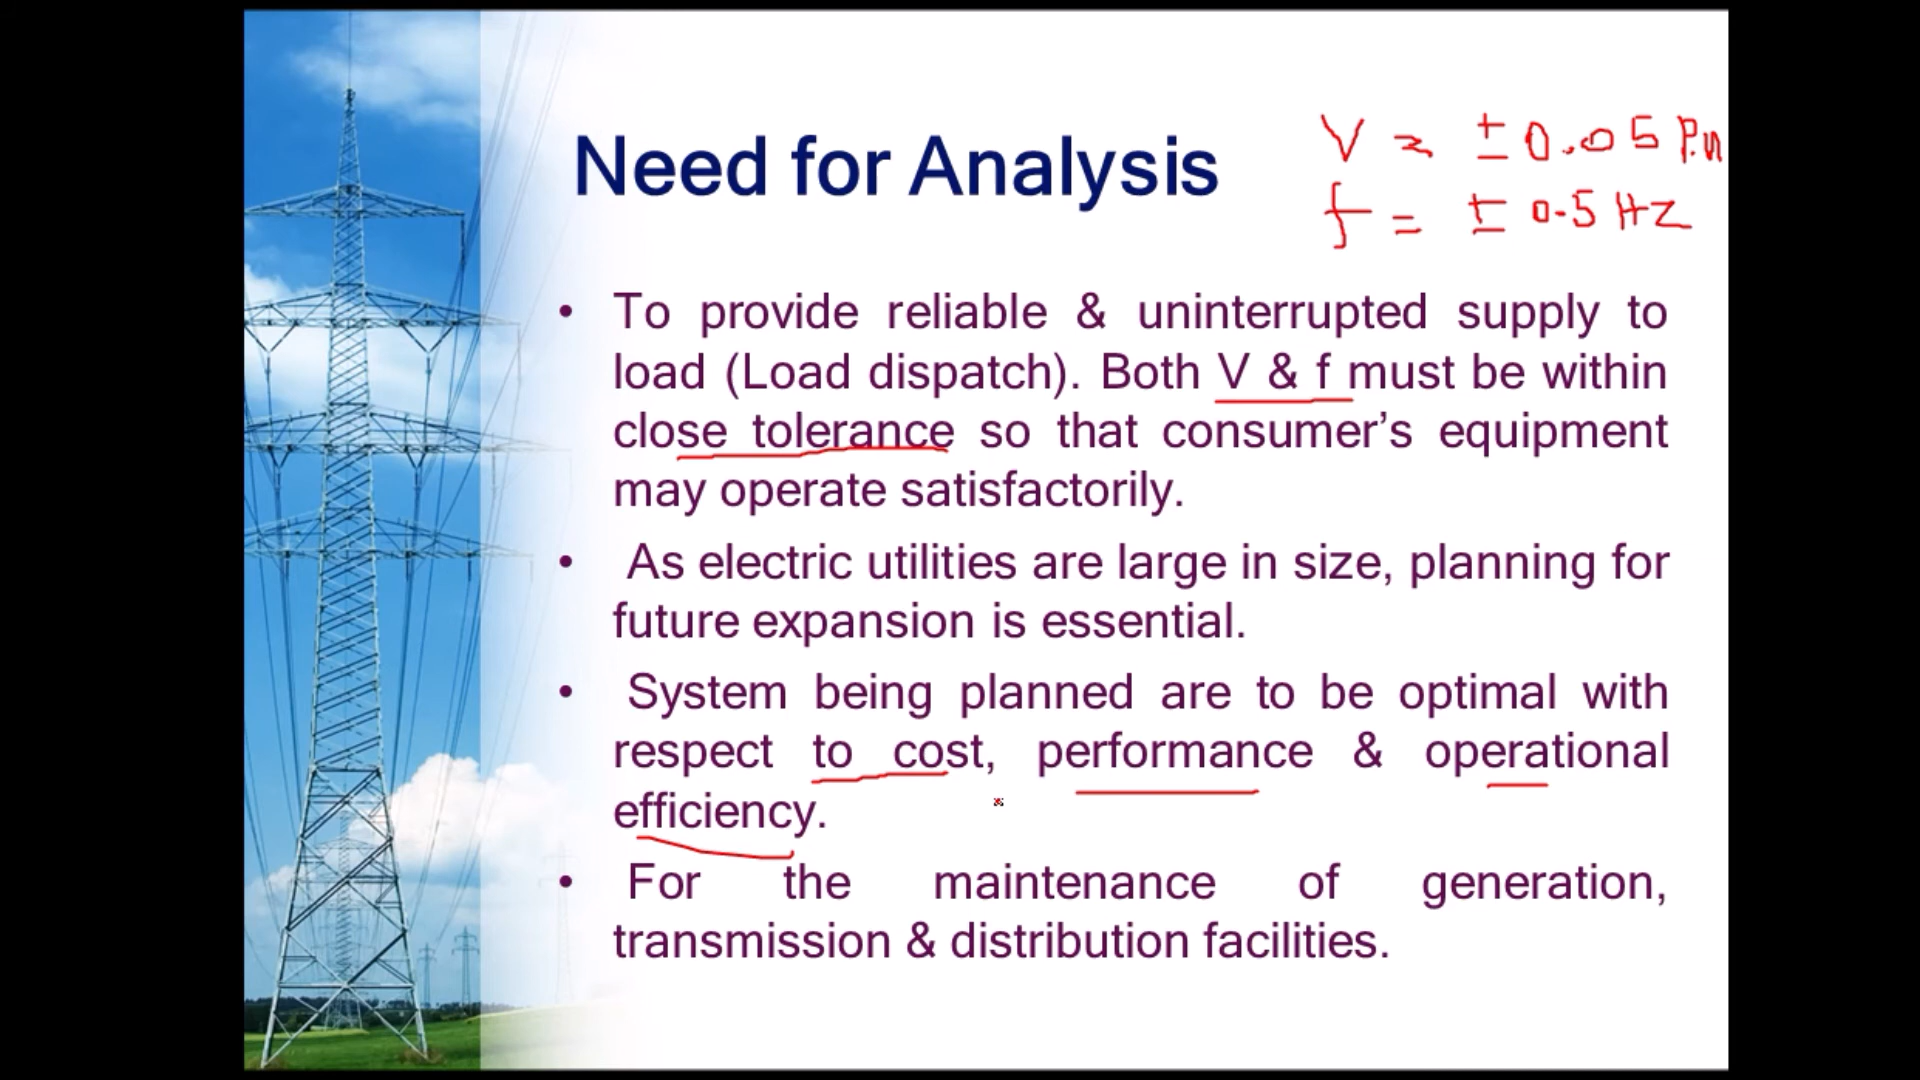 Need for Analysis
V = ± 0.05 P.u
f = ± 0.5 Hz
• To provide reliable & uninterrupted supply to
load (Load dispatch). Both V & f must be within
close tolerance so that consumer’s equipment
may operate satisfactorily.
• As electric utilities are large in size, planning for
future expansion is essential.
• System being planned are to be optimal with
respect to cost, performance & operational
efficiency.
• For the maintenance of generation,
transmission & distribution facilities.